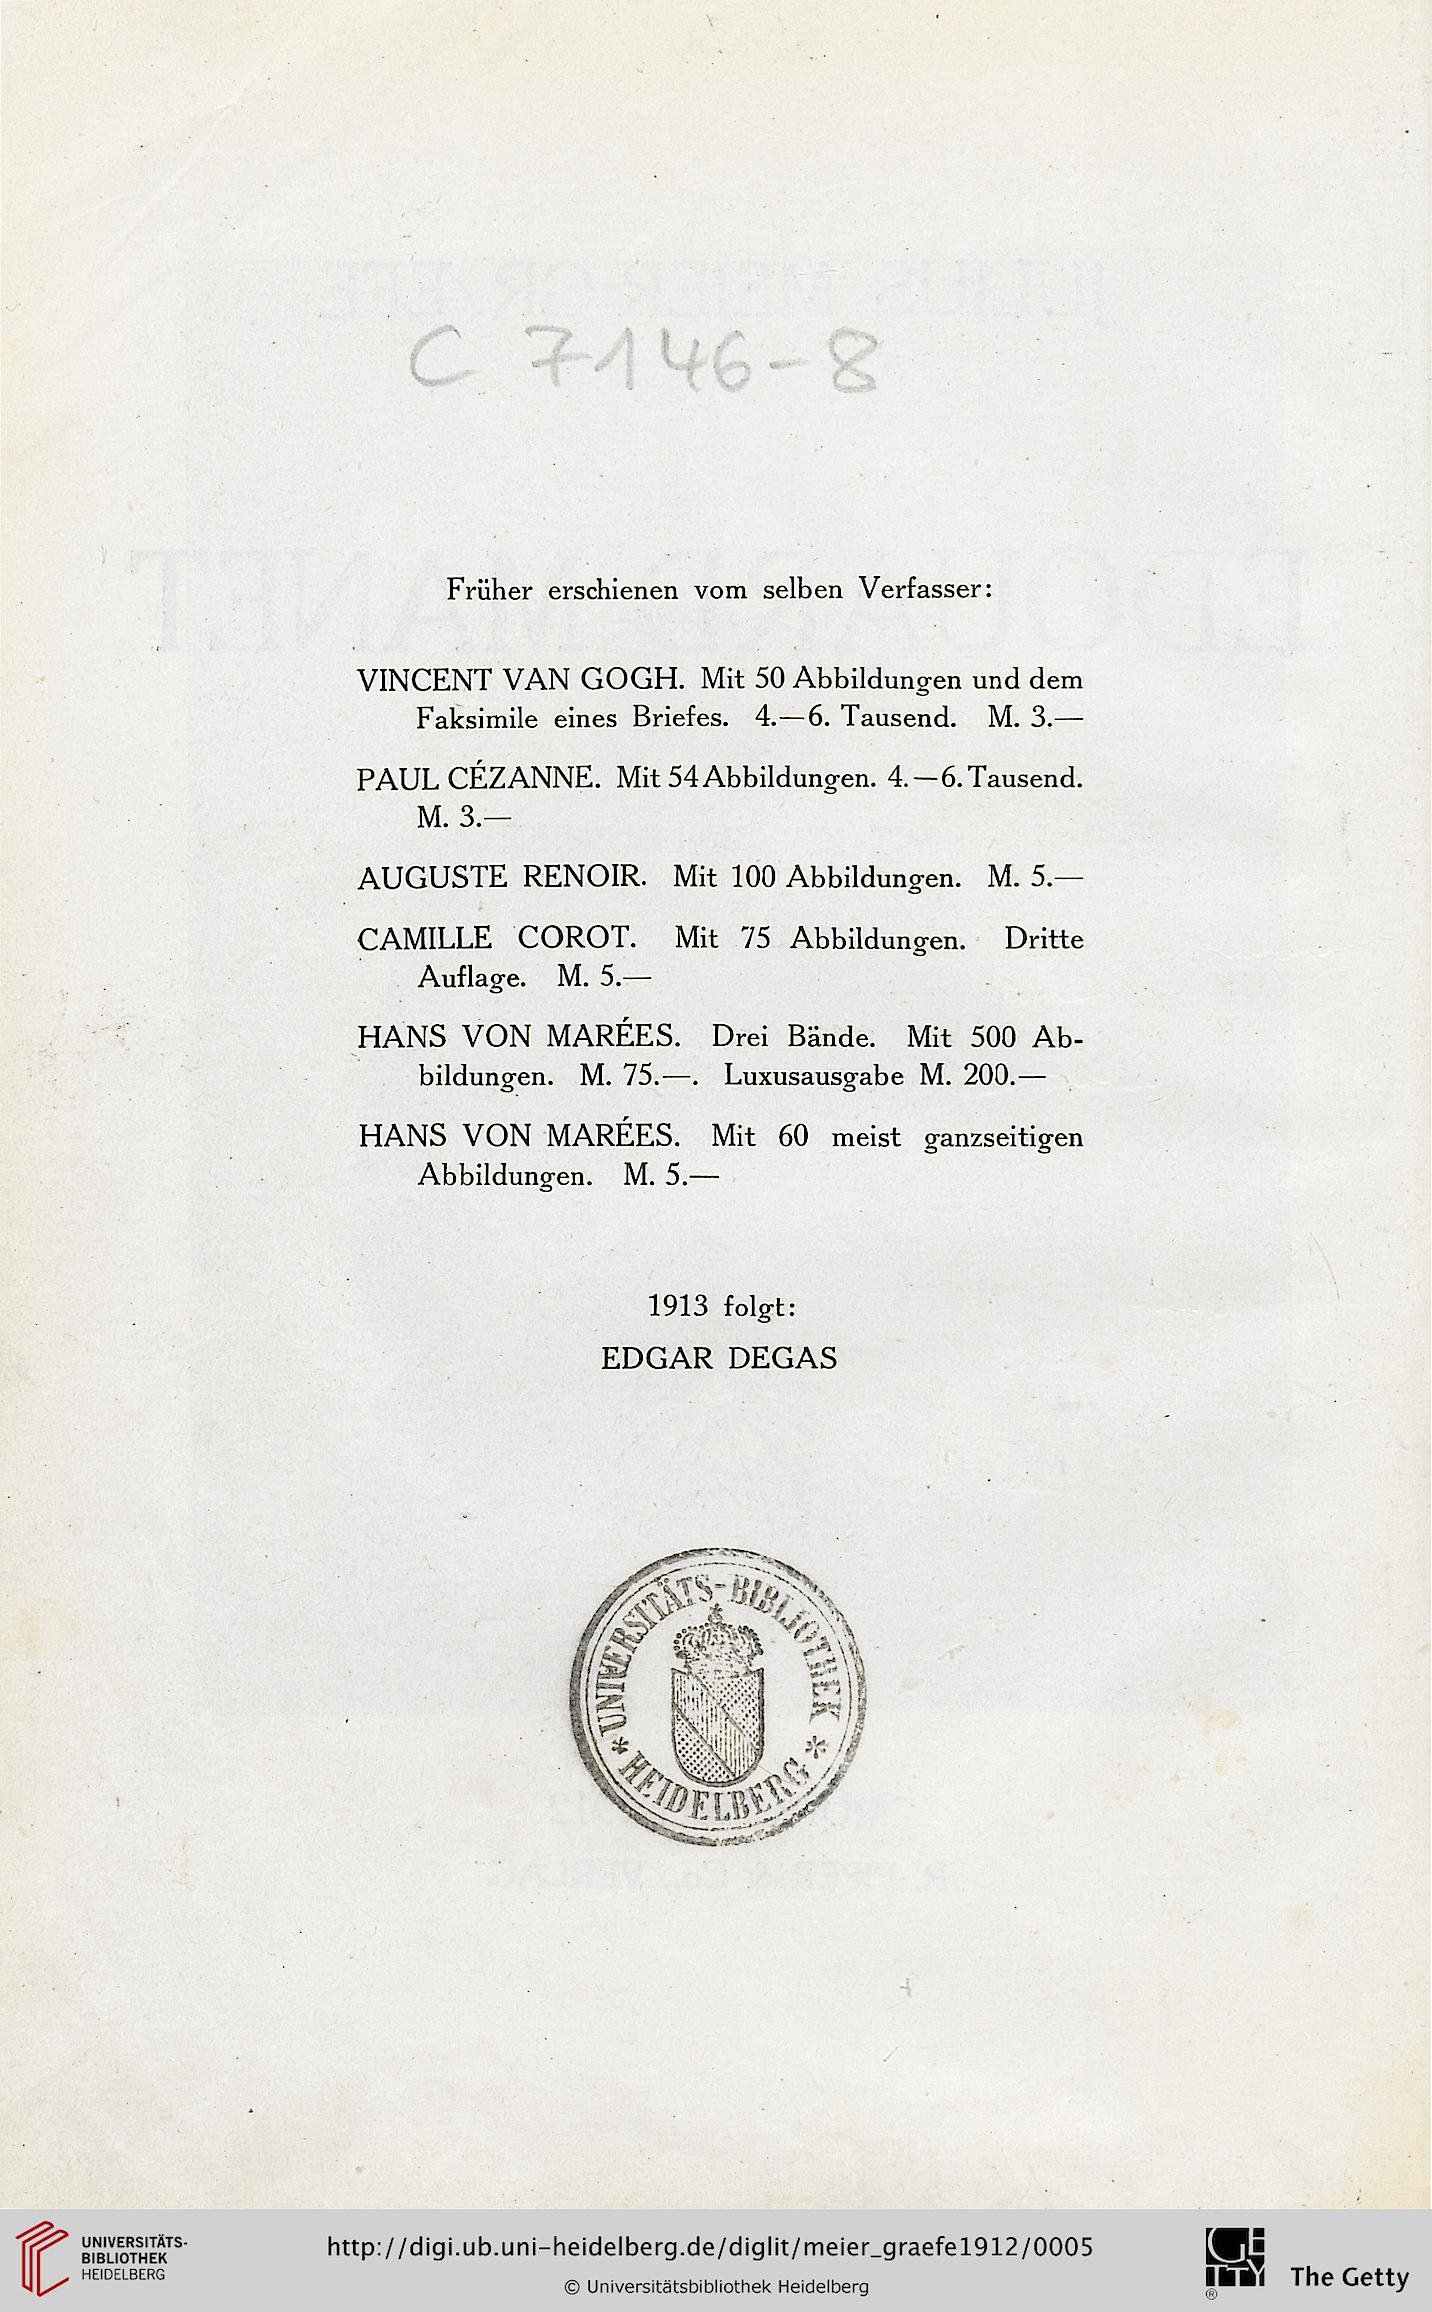 C 7146-8
Früher erschienen vom selben Verfasser:
VINCENT VAN GOGH. Mit 50 Abbildungen und dem
Faksimile eines Briefes. 4.—6. Tausend. M. 3.—
PAUL CÉZANNE. Mit 54 Abbildungen. 4.—6. Tausend.
M. 3.—
AUGUSTE RENOIR. Mit 100 Abbildungen. M. 5.—
CAMILLE COROT. Mit 75 Abbildungen. Dritte
Auflage. M. 5.—
HANS VON MARÉES. Drei Bände. Mit 500 Ab-
bildungen. M. 75.—. Luxusausgabe M. 200.—
HANS VON MARÉES. Mit 60 meist ganzseitigen
Abbildungen. M. 5.—
1913 folgt:
EDGAR DEGAS
UNIVERSITÄTS-BIBLIOTHEK
* HEIDELBERG *
UNIVERSITÄTS-
BIBLIOTHEK
HEIDELBERG
http://digi.ub.uni-heidelberg.de/diglit/meier_graefe1912/0005
© Universitätsbibliothek Heidelberg
GETTY
®
The Getty